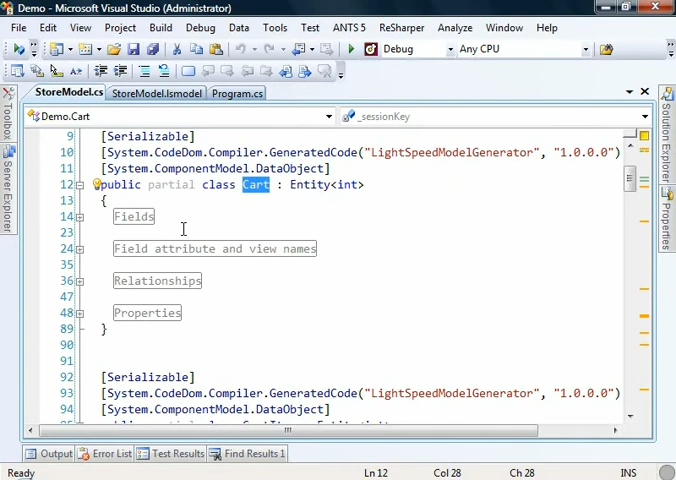 Demo - Microsoft Visual Studio (Administrator)
File Edit View Project Build Debug Data Tools Test ANTS 5 ReSharper Analyze Window Help
Debug Any CPU
StoreModel.cs StoreModel.lsmodel Program.cs
Demo.Cart _sessionKey
9 [Serializable]
10 [System.CodeDom.Compiler.GeneratedCode("LightSpeedModelGenerator", "1.0.0.0")
11 [System.ComponentModel.DataObject]
12 public partial class Cart : Entity<int>
13 {
14 Fields
23
24 Field attribute and view names
35
36 Relationships
47
48 Properties
89 }
90
91
92 [Serializable]
93 [System.CodeDom.Compiler.GeneratedCode("LightSpeedModelGenerator", "1.0.0.0")
94 [System.ComponentModel.DataObject]
Toolbox
Server Explorer
Solution Explorer
Properties
Output Error List Test Results Find Results 1
Ready Ln 12 Col 28 Ch 28 INS